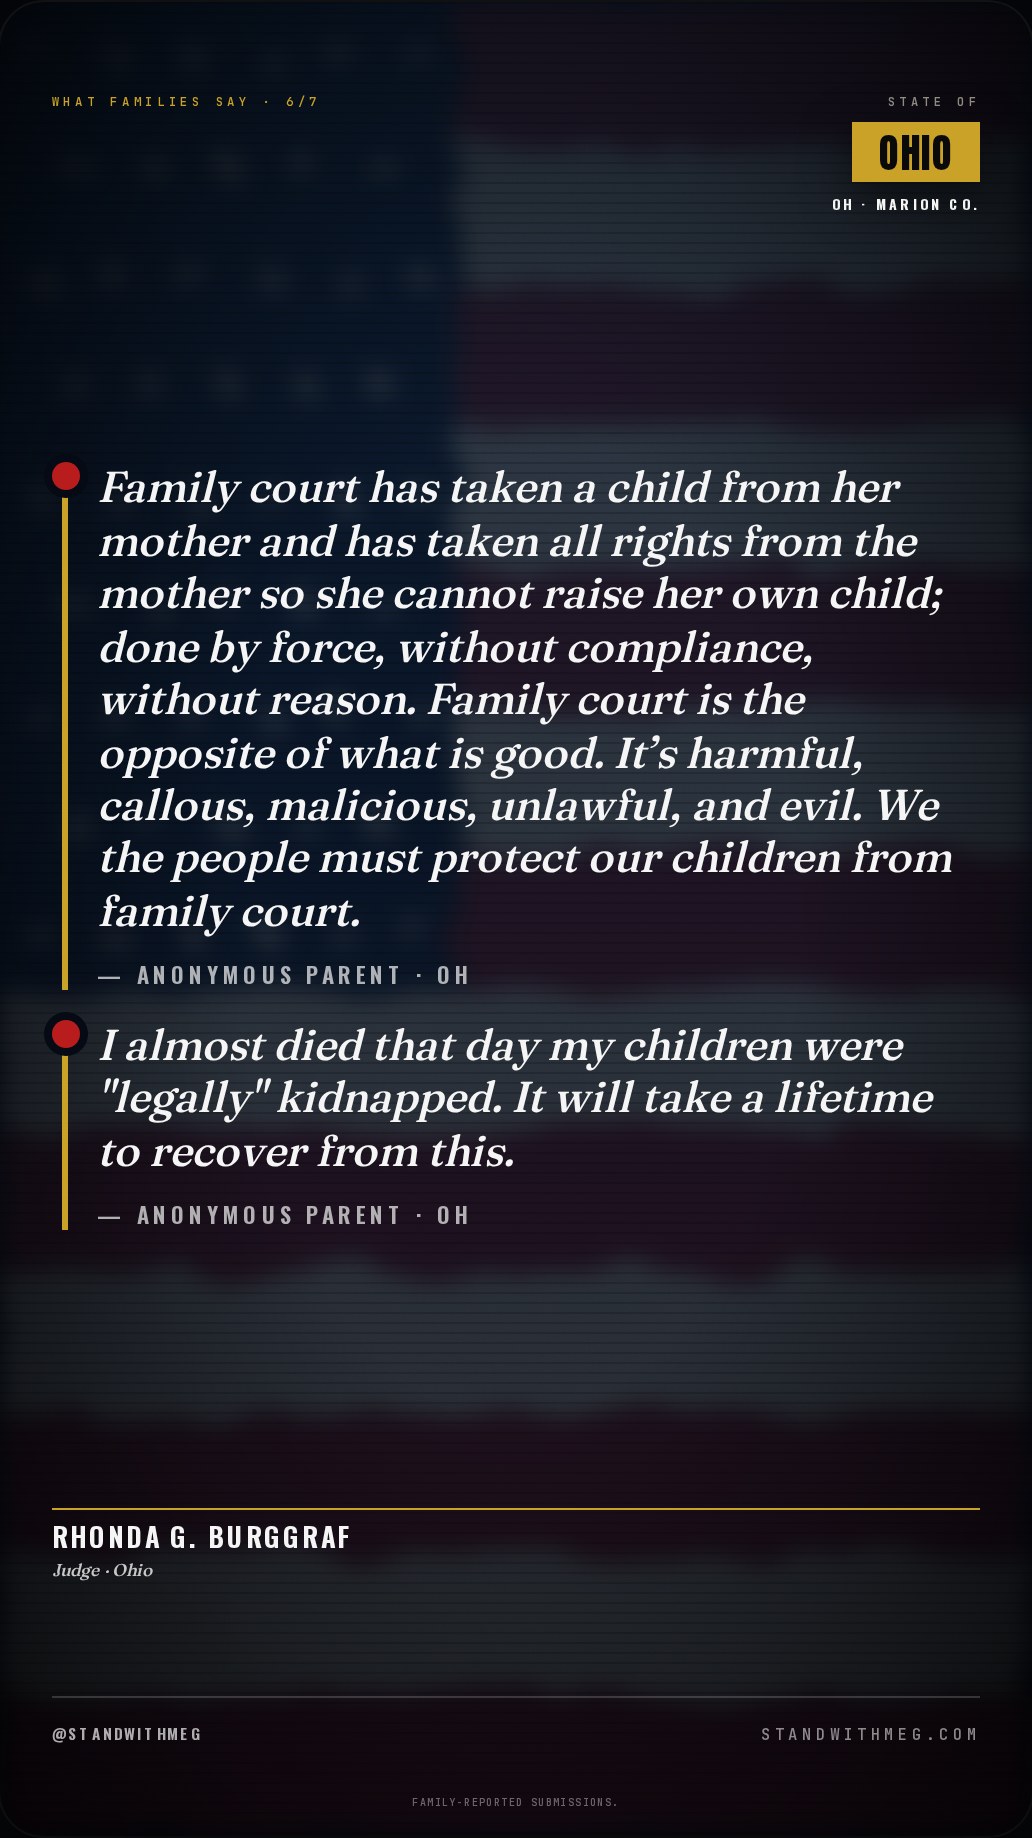 WHAT FAMILIES SAY · 6/7
STATE OF
OHIO
OH · MARION CO.
Family court has taken a child from her
mother and has taken all rights from the
mother so she cannot raise her own child;
done by force, without compliance,
without reason. Family court is the
opposite of what is good. It’s harmful,
callous, malicious, unlawful, and evil. We
the people must protect our children from
family court.
— ANONYMOUS PARENT · OH
I almost died that day my children were
"legally" kidnapped. It will take a lifetime
to recover from this.
— ANONYMOUS PARENT · OH
RHONDA G. BURGGRAF
Judge · Ohio
@STANDWITHMEG
STANDWITHMEG.COM
FAMILY-REPORTED SUBMISSIONS.